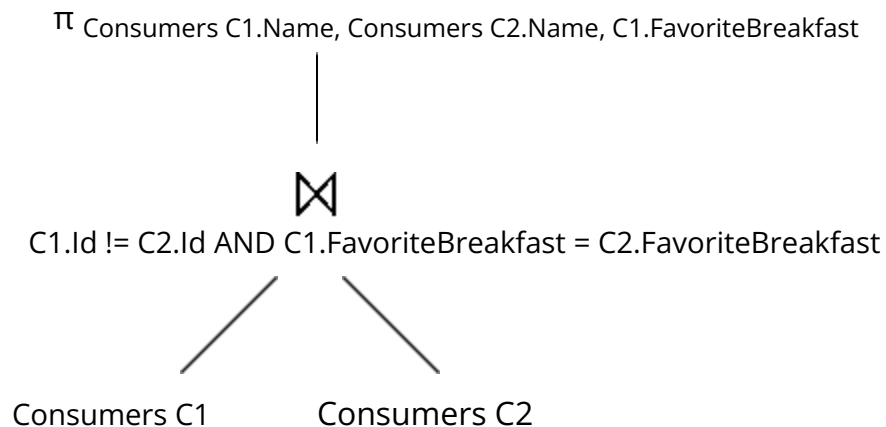 π Consumers C1.Name, Consumers C2.Name, C1.FavoriteBreakfast
⋈
C1.Id != C2.Id AND C1.FavoriteBreakfast = C2.FavoriteBreakfast
Consumers C1 Consumers C2